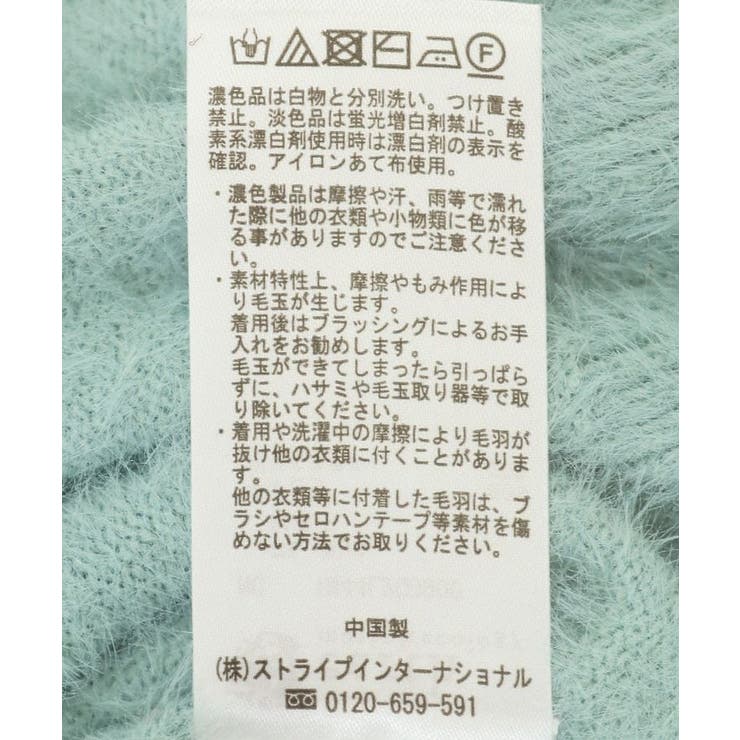 濃色品は白物と分別洗い。つけ置き
禁止。淡色品は蛍光増白剤禁止。酸
素系漂白剤使用時は漂白剤の表示を
確認。アイロンあて布使用。
・濃色製品は摩擦や汗、雨等で濡れ
た際に他の衣類や小物類に色が移
る事がありますのでご注意くださ
い。
・素材特性上、摩擦やもみ作用によ
り毛玉が生じます。
着用後はブラッシングによるお手
入れをお勧めします。
毛玉ができてしまったら引っぱら
ずに、ハサミや毛玉取り器等で取
り除いてください。
・着用や洗濯中の摩擦により毛羽が
抜け他の衣類に付くことがありま
す。
他の衣類等に付着した毛羽は、ブ
ラシやセロハンテープ等素材を傷
めない方法でお取りください。
中国製
(株)ストライプインターナショナル
0120-659-591